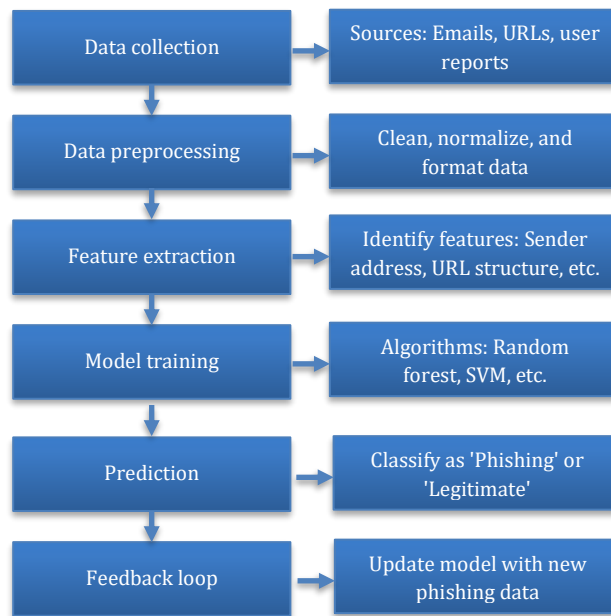 Data collection
Sources: Emails, URLs, user
reports
Data preprocessing
Clean, normalize, and
format data
Feature extraction
Identify features: Sender
address, URL structure, etc.
Model training
Algorithms: Random
forest, SVM, etc.
Prediction
Classify as 'Phishing' or
'Legitimate'
Feedback loop
Update model with new
phishing data